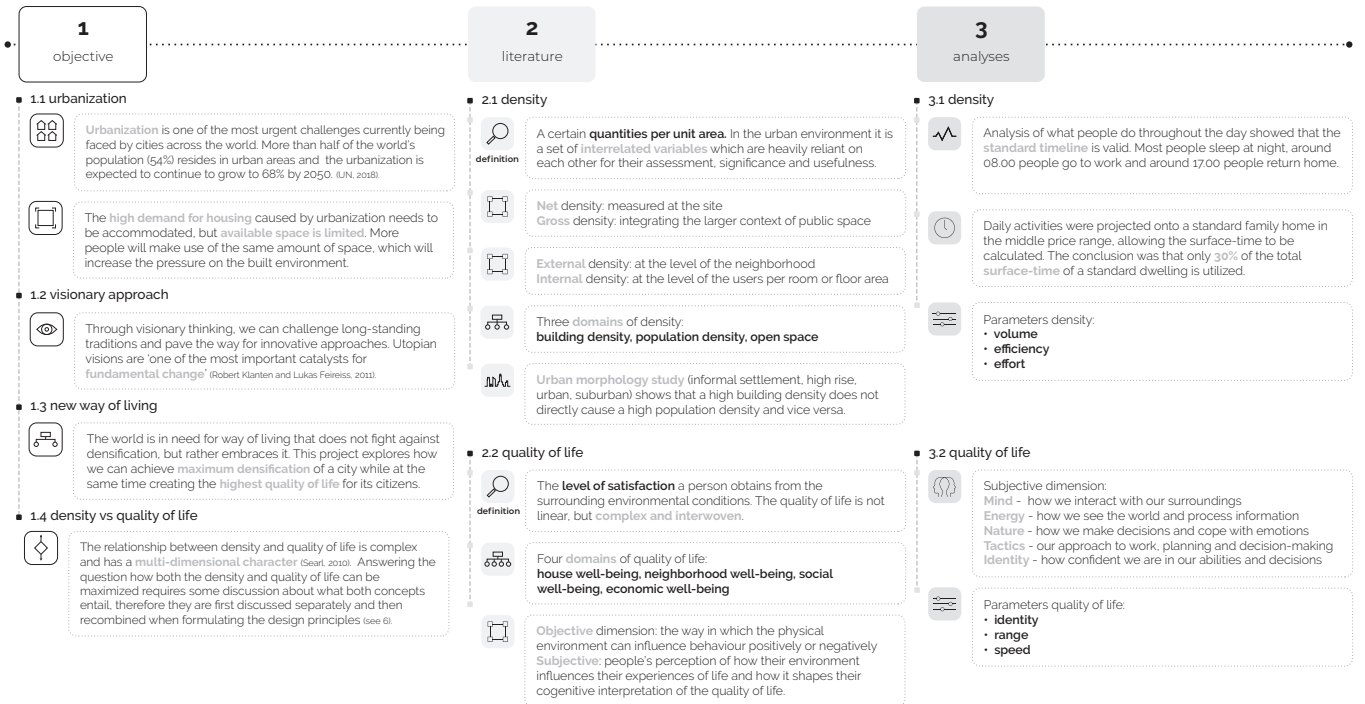 1
objective
1.1 urbanization
Urbanization is one of the most urgent challenges currently being
faced by cities across the world. More than half of the world's
population (54%) resides in urban areas and  the urbanization is
expected to continue to grow to 68% by 2050. (UN, 2018).
The high demand for housing caused by urbanization needs to
be accommodated, but available space is limited. More
people will make use of the same amount of space, which will
increase the pressure on the built environment.
1.2 visionary approach
Through visionary thinking, we can challenge long-standing
traditions and pave the way for innovative approaches. Utopian
visions are 'one of the most important catalysts for
fundamental change' (Robert Klanten and Lukas Feireiss, 2011).
1.3 new way of living
The world is in need for way of living that does not fight against
densification, but rather embraces it. This project explores how
we can achieve maximum densification of a city while at the
same time creating the highest quality of life for its citizens.
1.4 density vs quality of life
The relationship between density and quality of life is complex
and has a multi-dimensional character (Searl, 2010).  Answering the
question how both the density and quality of life can be
maximized requires some discussion about what both concepts
entail, therefore they are first discussed separately and then
recombined when formulating the design principles (see 6).
2
literature
2.1 density
definition
A certain quantities per unit area. In the urban environment it is
a set of interrelated variables which are heavily reliant on
each other for their assessment, significance and usefulness.
Net density: measured at the site
Gross density: integrating the larger context of public space
External density: at the level of the neighborhood
Internal density: at the level of the users per room or floor area
Three domains of density:
building density, population density, open space
Urban morphology study (informal settlement, high rise,
urban, suburban) shows that a high building density does not
directly cause a high population density and vice versa.
2.2 quality of life
definition
The level of satisfaction a person obtains from the
surrounding environmental conditions. The quality of life is not
linear, but complex and interwoven.
Four domains of quality of life:
house well-being, neighborhood well-being, social
well-being, economic well-being
Objective dimension: the way in which the physical
environment can influence behaviour positively or negatively
Subjective: people's perception of how their environment
influences their experiences of life and how it shapes their
cogenitive interpretation of the quality of life.
3
analyses
3.1 density
Analysis of what people do throughout the day showed that the
standard timeline is valid. Most people sleep at night, around
08.00 people go to work and around 17.00 people return home.
Daily activities were projected onto a standard family home in
the middle price range, allowing the surface-time to be
calculated. The conclusion was that only 30% of the total
surface-time of a standard dwelling is utilized.
Parameters density:
• volume
• efficiency
• effort
3.2 quality of life
Subjective dimension:
Mind -  how we interact with our surroundings
Energy - how we see the world and process information
Nature - how we make decisions and cope with emotions
Tactics - our approach to work, planning and decision-making
Identity - how confident we are in our abilities and decisions
Parameters quality of life:
• identity
• range
• speed